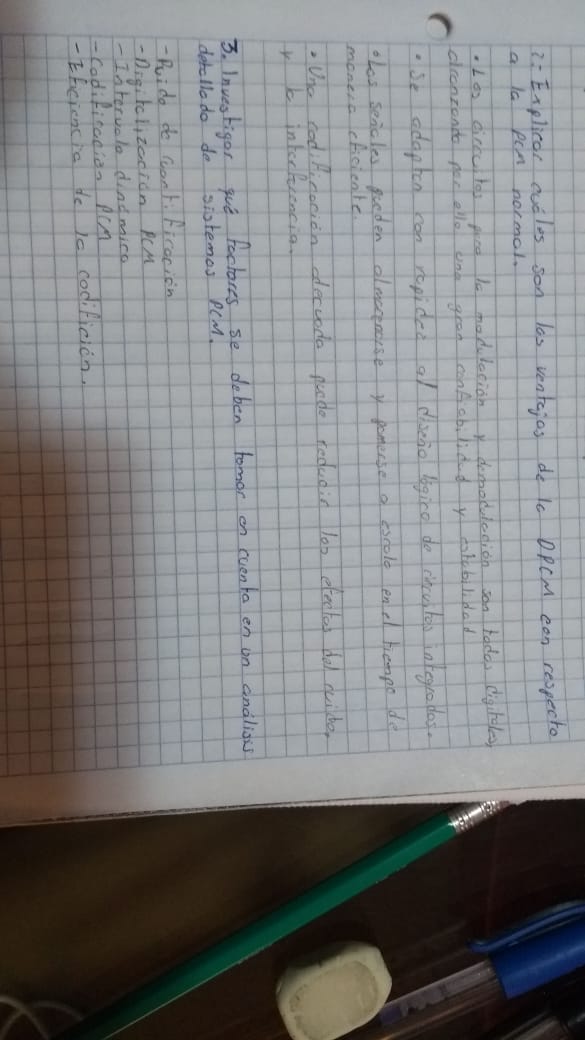 2.- Explicar cuáles son las ventajas de la DPCM con respecto
a la PCM normal.
• Los circuitos para la modulación y demodulación son todos digitales,
alcanzando por ello una gran confiabilidad y estabilidad
• Se adaptan con rapidez al diseño lógico de circuitos integrados.
• Las señales pueden almacenarse y ponerse a escala en el tiempo de
manera eficiente.
• Una codificación adecuada puede reducir los efectos del ruido,
y la interferencia.
3. Investigar qué factores se deben tomar en cuenta en un análisis
detallado de sistemas PCM.
- Ruido de cuantificación
- Digitalización PCM
- Intervalo dinámico
- Codificación PCM
- Eficiencia de la codificición.